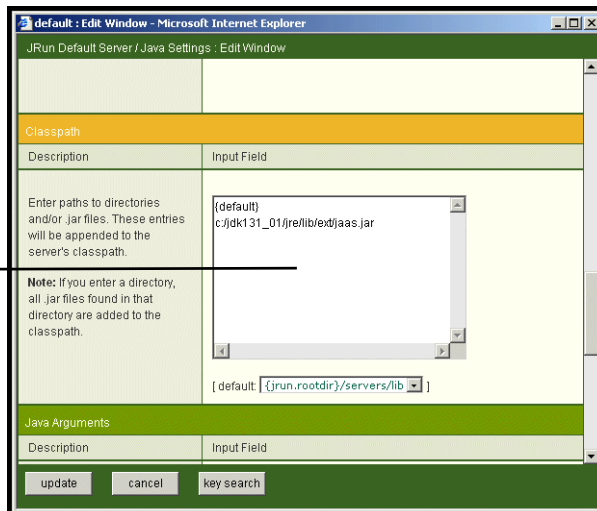 default : Edit Window - Microsoft Internet Explorer
JRun Default Server / Java Settings : Edit Window
Classpath
Description Input Field
Enter paths to directories
and/or .jar files. These entries
will be appended to the
server's classpath.
Note: If you enter a directory,
all .jar files found in that
directory are added to the
classpath.
{default}
c:/jdk131_01/jre/lib/ext/jaas.jar
[ default: {jrun.rootdir}/servers/lib ]
Java Arguments
Description Input Field
update cancel key search